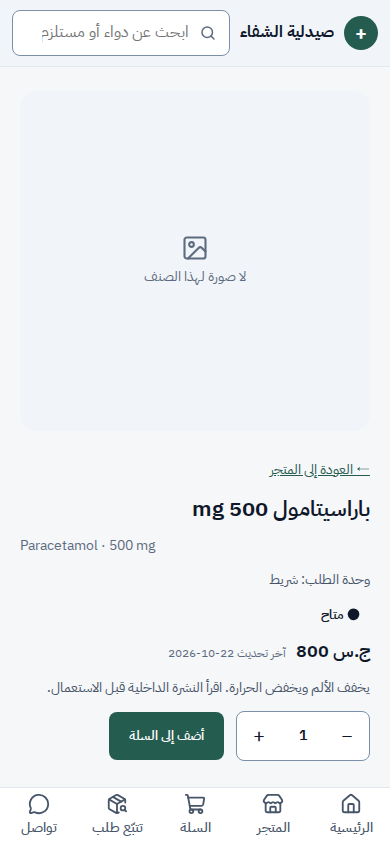 صيدلية الشفاء
ابحث عن دواء أو مستلزم
لا صورة لهذا الصنف
← العودة إلى المتجر
باراسيتامول 500 mg
Paracetamol · 500 mg
وحدة الطلب: شريط
متاح
800 ج.س آخر تحديث 2026-10-22
يخفف الألم ويخفض الحرارة. اقرأ النشرة الداخلية قبل الاستعمال.
− 1 + أضف إلى السلة
الرئيسية
المتجر
السلة
تتبّع طلب
تواصل